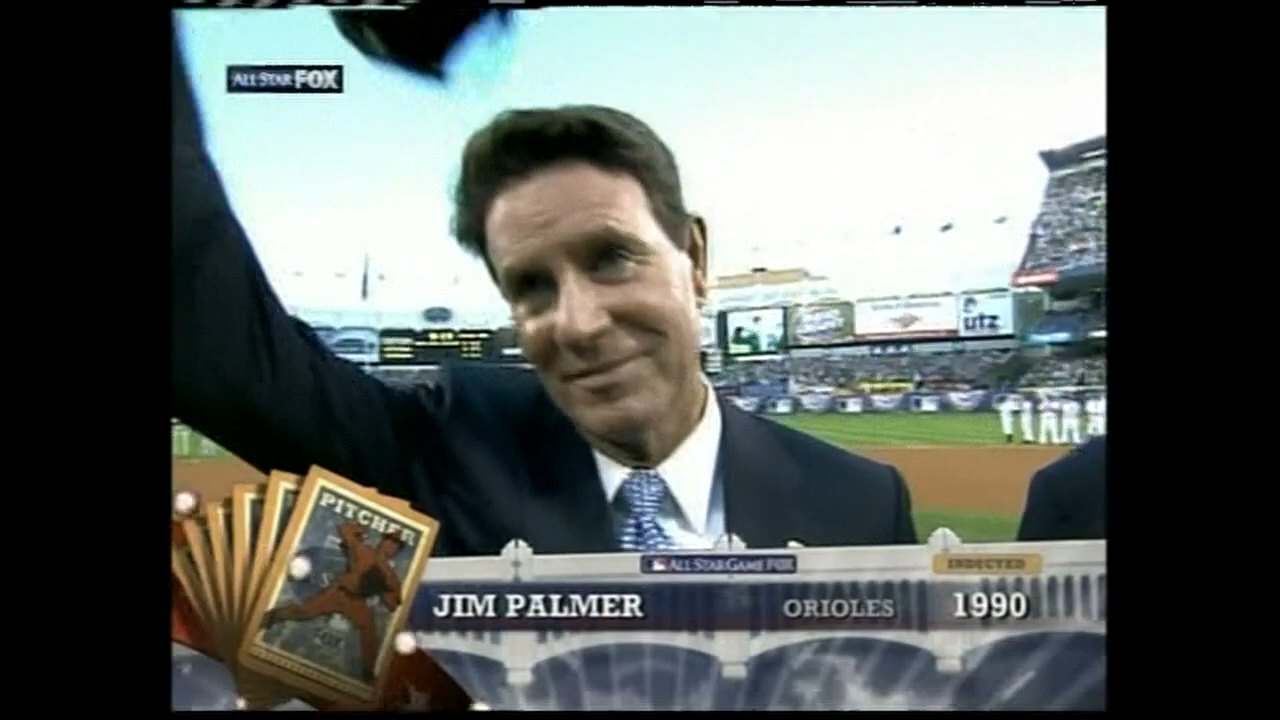 ALL STAR FOX
utz
PITCHER
ALL STAR GAME FOX
INDUCTED
JIM PALMER
ORIOLES
1990